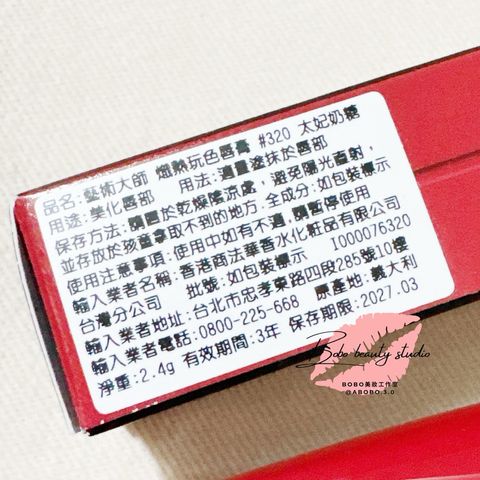 品名:藝術大師 熾熱玩色唇膏 #320 太妃奶糖
用途:美化唇部 用法:適量塗抹於唇部
保存方法:請置於乾燥陰涼處,避免陽光直射,
並存放於孩童拿取不到的地方 全成分:如包裝標示
使用注意事項:使用中如有不適,請暫停使用
輸入業者名稱:香港商法華香水化粧品有限公司
台灣分公司 批號:如包裝標示 I000076320
輸入業者地址:台北市忠孝東路四段285號10樓
輸入業者電話:0800-225-668 原產地:義大利
淨重:2.4g 有效期間:3年 保存期限:2027.03
Bobo beauty studio
BOBO美妝工作室
@ABOBO.3.0